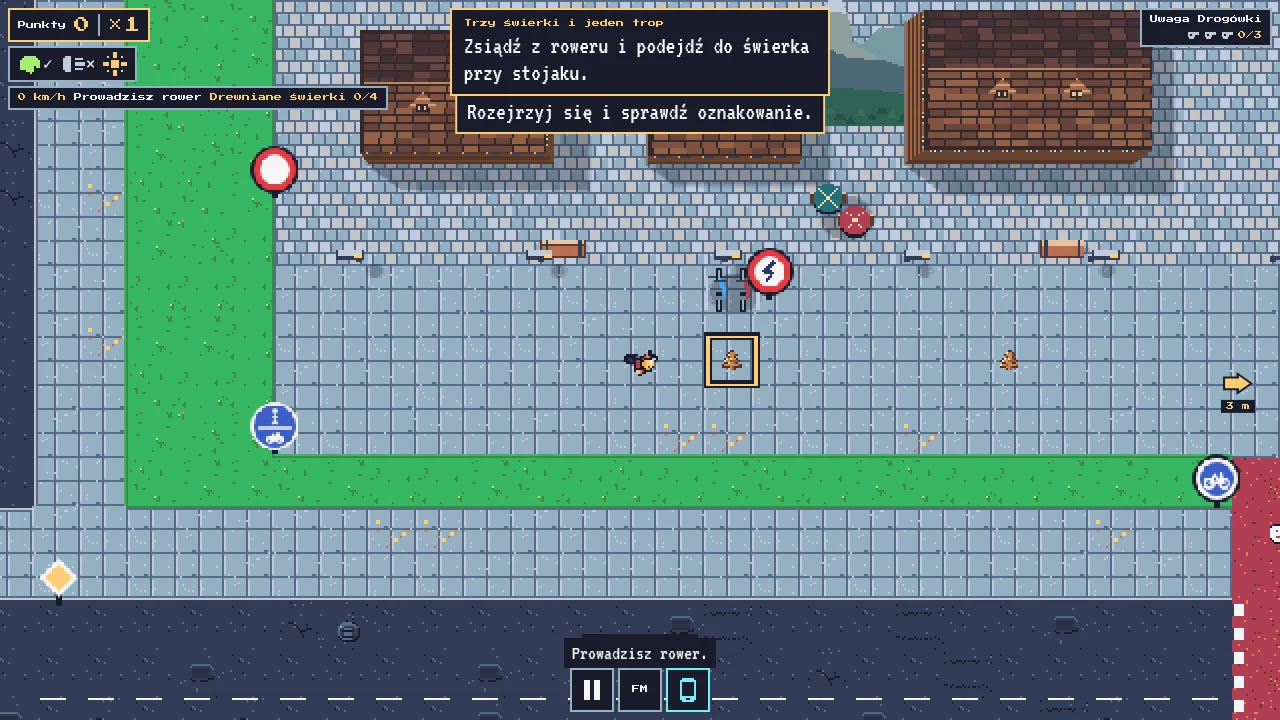 Punkty 0 × 1
0 km/h Prowadzisz rower Drewniane świerki 0/4
Trzy świerki i jeden trop
Zsiądź z roweru i podejdź do świerka
przy stojaku.
Rozejrzyj się i sprawdź oznakowanie.
Uwaga Drogówki
0/3
3 m
Prowadzisz rower.
FM